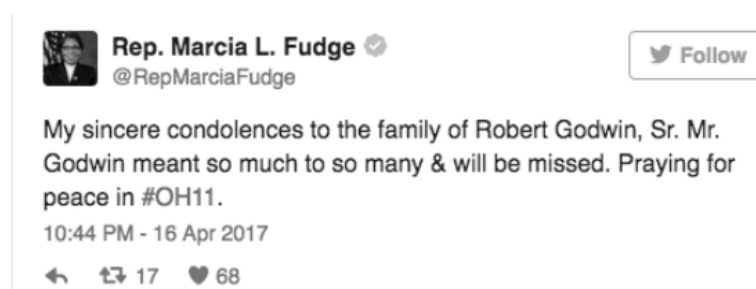 Rep. Marcia L. Fudge
@RepMarciaFudge
Follow
My sincere condolences to the family of Robert Godwin, Sr. Mr.
Godwin meant so much to so many & will be missed. Praying for
peace in #OH11.
10:44 PM - 16 Apr 2017
17 68